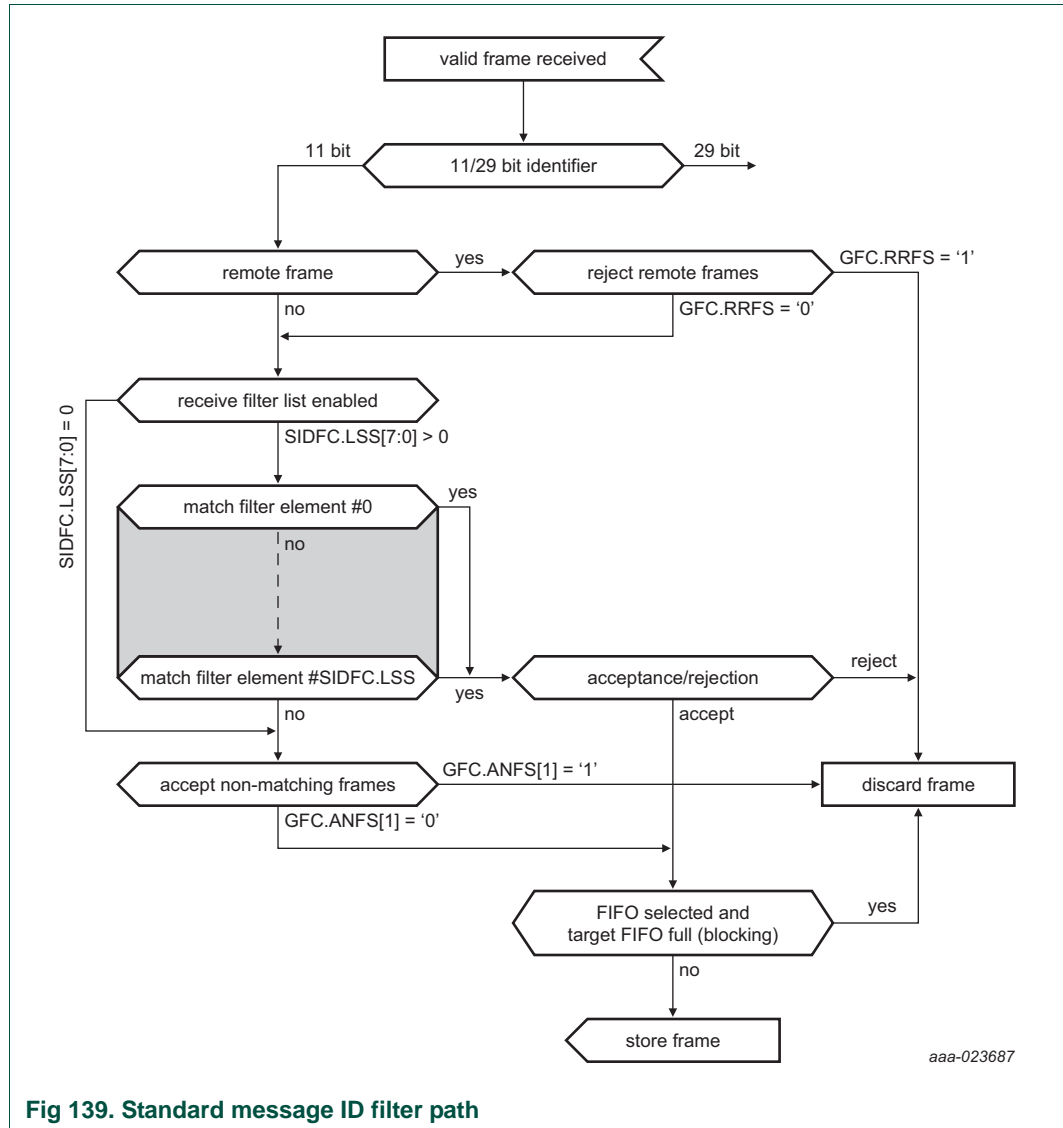 valid frame received
11 bit
11/29 bit identifier
29 bit
remote frame
yes
reject remote frames
GFC.RRFS = ‘1’
no
GFC.RRFS = ‘0’
receive filter list enabled
SIDFC.LSS[7:0] = 0
SIDFC.LSS[7:0] > 0
match filter element #0
yes
no
match filter element #SIDFC.LSS
yes
acceptance/rejection
reject
no
accept
accept non-matching frames
GFC.ANFS[1] = ‘1’
discard frame
GFC.ANFS[1] = ‘0’
FIFO selected and
target FIFO full (blocking)
yes
no
store frame
aaa-023687
Fig 139. Standard message ID filter path